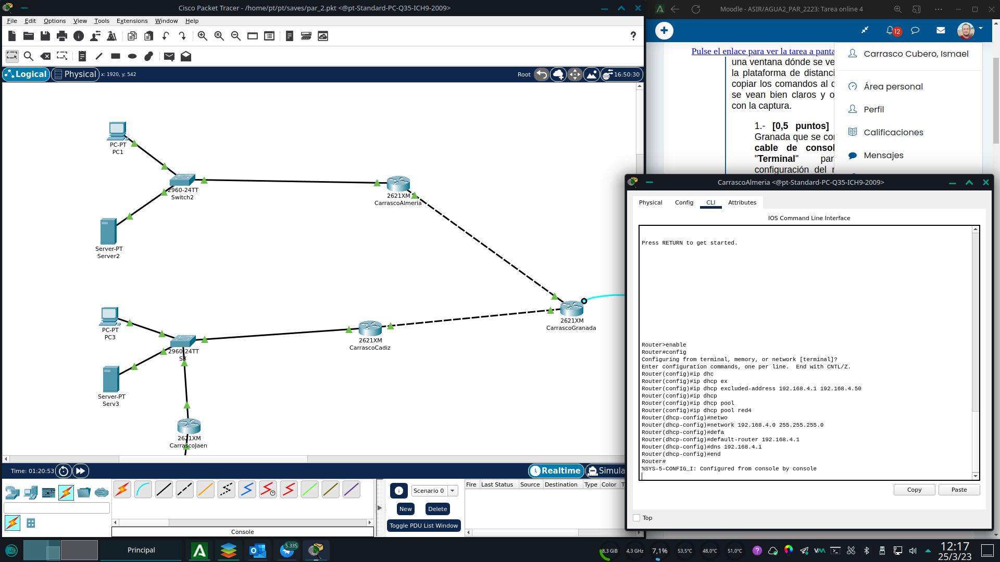 Cisco Packet Tracer - /home/pt/pt/saves/par_2.pkt <@pt-Standard-PC-Q35-ICH9-2009>
File Edit Options View Tools Extensions Window Help
?
Logical Physical x: 1920, y: 542
Root 16:50:30
PC-PT
PC1
2960-24TT
Switch2
Server-PT
Server2
2621XM
CarrascoAlmeria
2621XM
CarrascoGranada
2621XM
CarrascoCadiz
PC-PT
PC3
2960-24TT
S3
Server-PT
Serv3
2621XM
CarrascoJaen
Time: 01:20:53
Realtime Simula
Scenario 0
New Delete
Toggle PDU List Window
Fire Last Status Source Destination Type Color T
Console
Moodle - ASIR/AGUA2_PAR_2223: Tarea online 4
12
Pulse el enlace para ver la tarea a panta
una ventana dónde se ve
la plataforma de distanci
copiar los comandos al d
se vean bien claros y o
con la captura.
1.- [0,5 puntos]
Granada que se co
cable de consol
"Terminal" par
configuración del r
Carrasco Cubero, Ismael
Área personal
Perfil
Calificaciones
Mensajes
CarrascoAlmeria <@pt-Standard-PC-Q35-ICH9-2009>
Physical Config CLI Attributes
IOS Command Line Interface
Press RETURN to get started.
Router>enable
Router#config
Configuring from terminal, memory, or network [terminal]?
Enter configuration commands, one per line.  End with CNTL/Z.
Router(config)#ip dhc
Router(config)#ip dhcp ex
Router(config)#ip dhcp excluded-address 192.168.4.1 192.168.4.50
Router(config)#ip dhcp
Router(config)#ip dhcp pool
Router(config)#ip dhcp pool red4
Router(dhcp-config)#netwo
Router(dhcp-config)#network 192.168.4.0 255.255.255.0
Router(dhcp-config)#defa
Router(dhcp-config)#default-router 192.168.4.1
Router(dhcp-config)#dns 192.168.4.1
Router(dhcp-config)#end
Router#
%SYS-5-CONFIG_I: Configured from console by console
Copy Paste
Top
Principal
5.335
8,3 GiB 4,3 GHz 7,1% 53,5°C 48,0°C 51,0°C
12:17
25/3/23